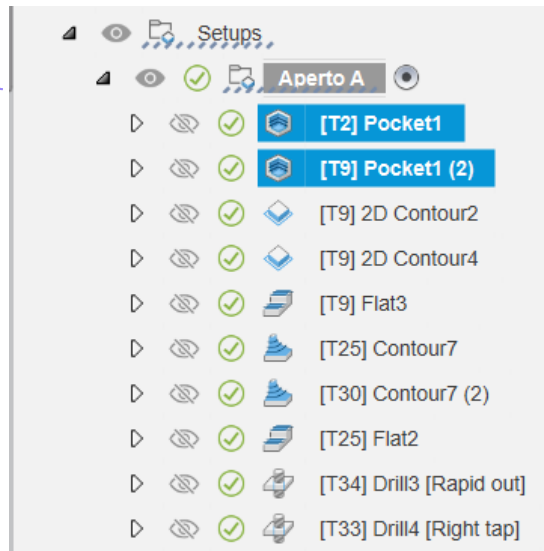 Setups
Aperto A
[T2] Pocket1
[T9] Pocket1 (2)
[T9] 2D Contour2
[T9] 2D Contour4
[T9] Flat3
[T25] Contour7
[T30] Contour7 (2)
[T25] Flat2
[T34] Drill3 [Rapid out]
[T33] Drill4 [Right tap]